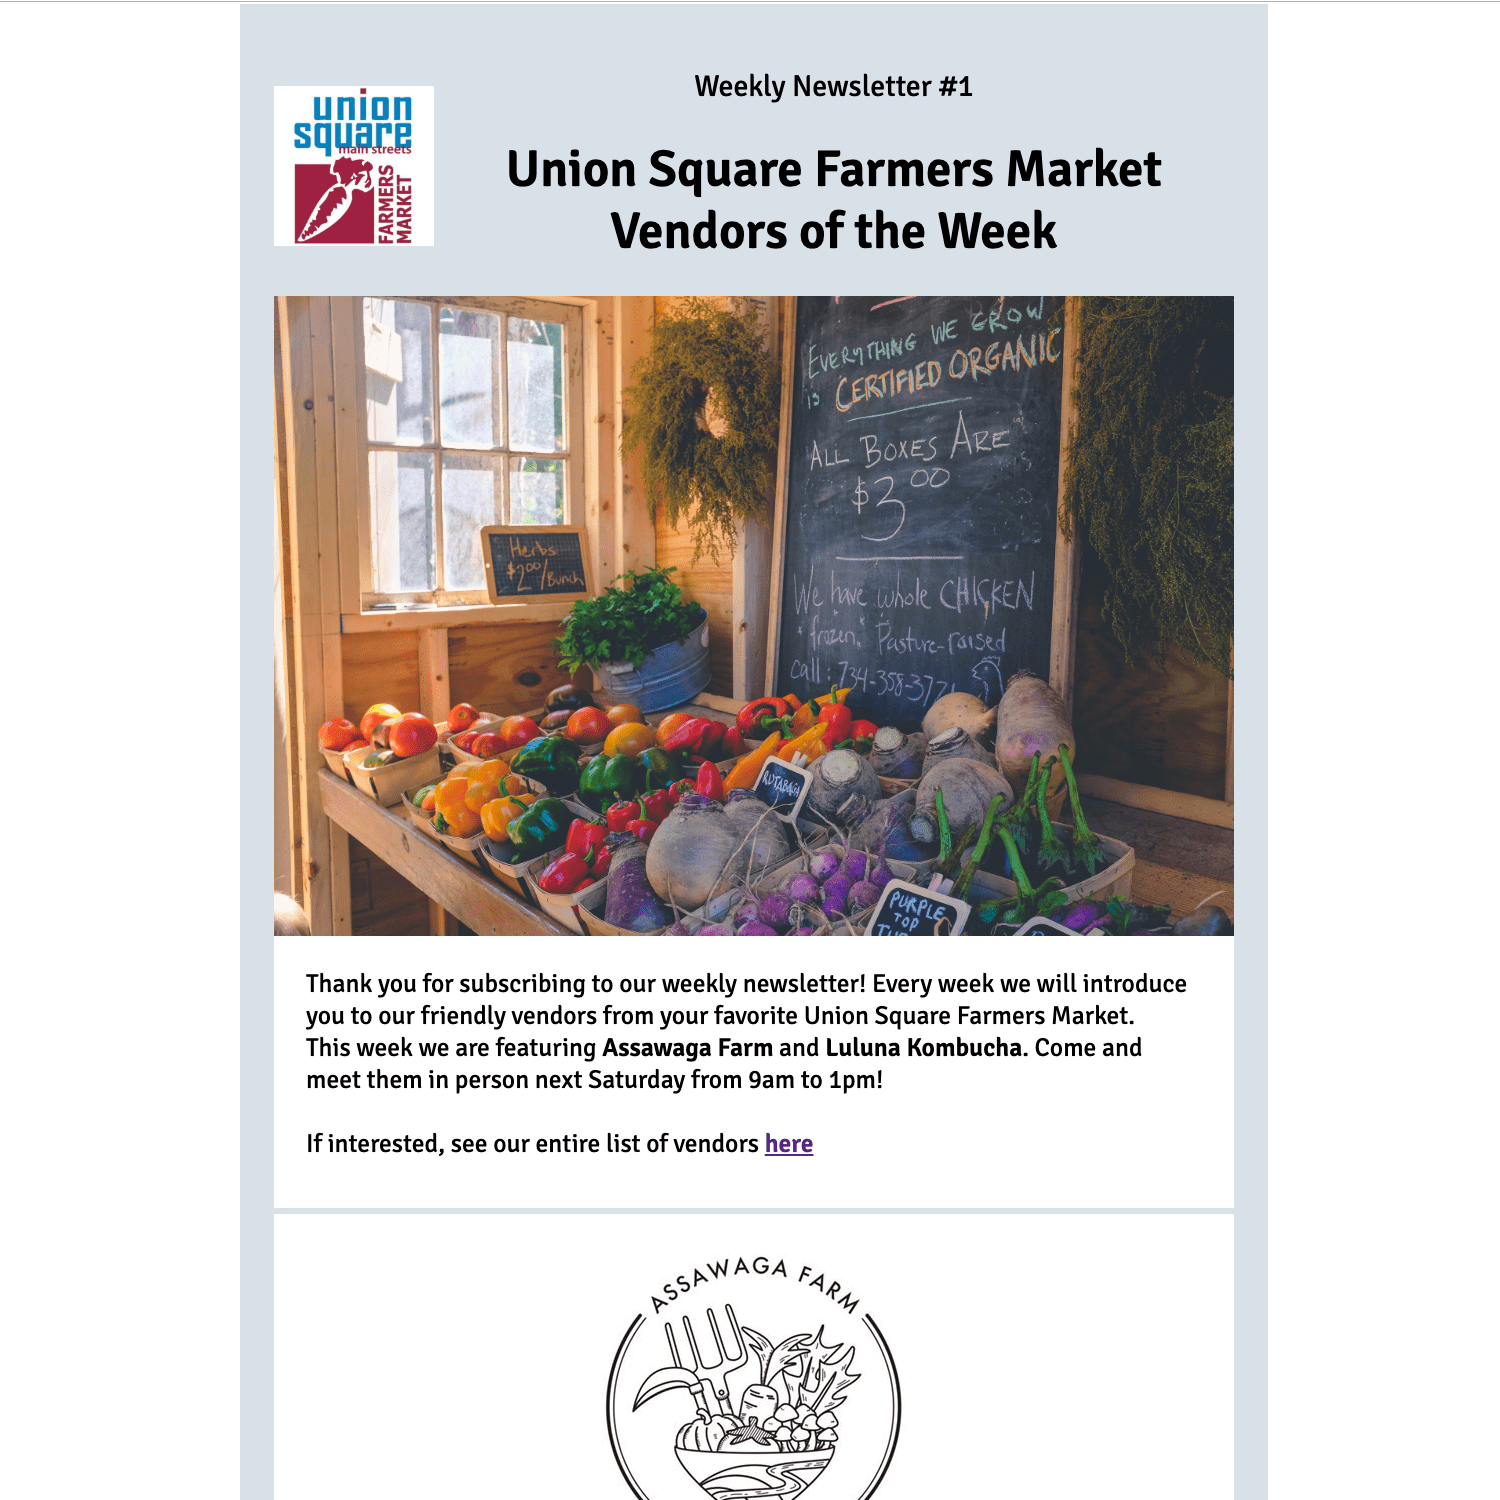 Weekly Newsletter #1
union
square
main streets
FARMERS
MARKET
Union Square Farmers Market
Vendors of the Week
EVERYTHING WE GROW
is CERTIFIED ORGANIC
ALL BOXES ARE
$3 00
Herbs
$2 00/Bunch
We have whole CHICKEN
"frozen." Pasture-raised
call: 734-358-377
RUTABAGA
PURPLE
TOP
Thank you for subscribing to our weekly newsletter! Every week we will introduce
you to our friendly vendors from your favorite Union Square Farmers Market.
This week we are featuring Assawaga Farm and Luluna Kombucha. Come and
meet them in person next Saturday from 9am to 1pm!
If interested, see our entire list of vendors here
ASSAWAGA FARM